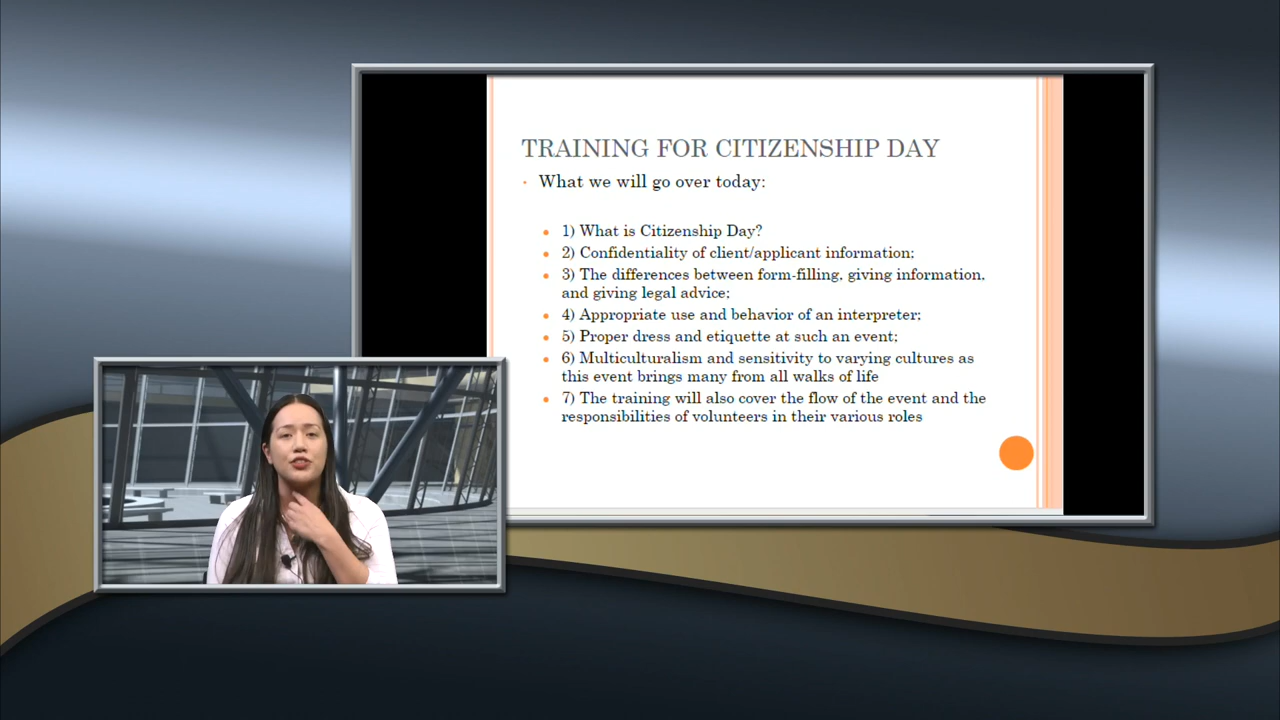 TRAINING FOR CITIZENSHIP DAY
What we will go over today:
1) What is Citizenship Day?
2) Confidentiality of client/applicant information;
3) The differences between form-filling, giving information,
and giving legal advice;
4) Appropriate use and behavior of an interpreter;
5) Proper dress and etiquette at such an event;
6) Multiculturalism and sensitivity to varying cultures as
this event brings many from all walks of life
7) The training will also cover the flow of the event and the
responsibilities of volunteers in their various roles